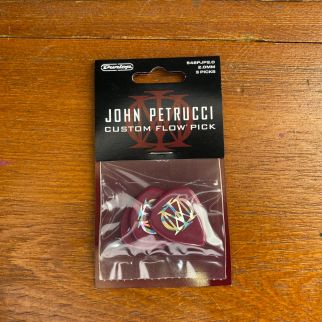 Dunlop
548PJP2.0
2.0MM
3 PICKS
JOHN PETRUCCI
CUSTOM FLOW PICK